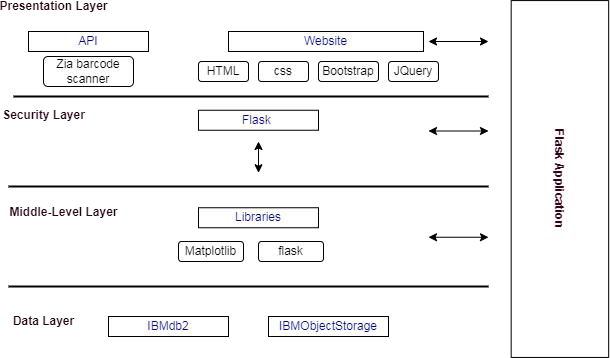 Presentation Layer
API
Website
Zia barcode
scanner
HTML
css
Bootstrap
JQuery
Security Layer
Flask
Middle-Level Layer
Libraries
Matplotlib
flask
Data Layer
IBMdb2
IBMObjectStorage
Flask Application